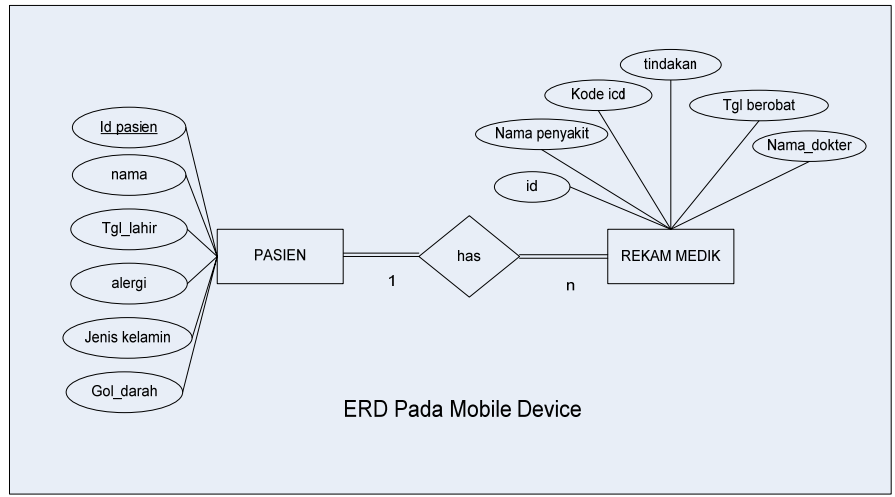 Id pasien
nama
Tgl_lahir
alergi
Jenis kelamin
Gol_darah
PASIEN
1
has
n
REKAM MEDIK
id
Nama penyakit
Kode icd
tindakan
Tgl berobat
Nama_dokter
ERD Pada Mobile Device